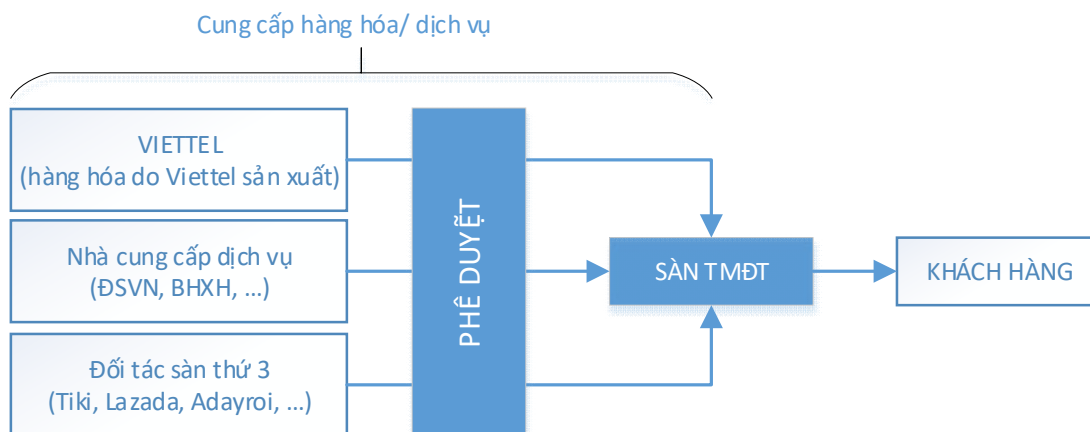 Cung cấp hàng hóa/ dịch vụ
VIETTEL
(hàng hóa do Viettel sản xuất)
Nhà cung cấp dịch vụ
(ĐSVN, BHXH, ...)
Đối tác sàn thứ 3
(Tiki, Lazada, Adayroi, ...)
PHÊ DUYỆT
SÀN TMĐT
KHÁCH HÀNG